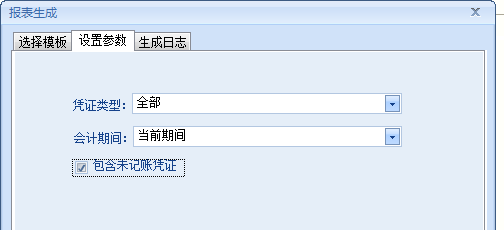 报表生成
选择模板 设置参数 生成日志
凭证类型： 全部
会计期间： 当前期间
包含未记账凭证